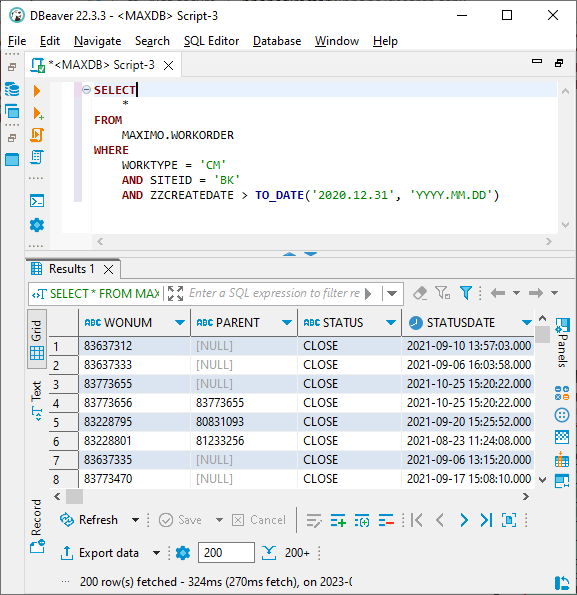 DBeaver 22.3.3 - <MAXDB> Script-3
File Edit Navigate Search SQL Editor Database Window Help
*<MAXDB> Script-3
SELECT
*
FROM
MAXIMO.WORKORDER
WHERE
WORKTYPE = 'CM'
AND SITEID = 'BK'
AND ZZCREATEDATE > TO_DATE('2020.12.31', 'YYYY.MM.DD')
Results 1
SELECT * FROM MAX Enter a SQL expression to filter re
Grid
Text
Record
Panels
ABC WONUM ABC PARENT ABC STATUS STATUSDATE
1 83637312 [NULL] CLOSE 2021-09-10 13:57:03.000
2 83637333 [NULL] CLOSE 2021-09-06 16:03:58.000
3 83773655 [NULL] CLOSE 2021-10-25 15:20:22.000
4 83773656 83773655 CLOSE 2021-10-25 15:20:22.000
5 83228795 80831093 CLOSE 2021-09-20 15:25:52.000
6 83228801 81233256 CLOSE 2021-08-23 11:24:08.000
7 83637335 [NULL] CLOSE 2021-09-06 13:15:20.000
8 83773470 [NULL] CLOSE 2021-09-17 15:08:10.000
Refresh Save Cancel
Export data 200 200+
200 row(s) fetched - 324ms (270ms fetch), on 2023-0